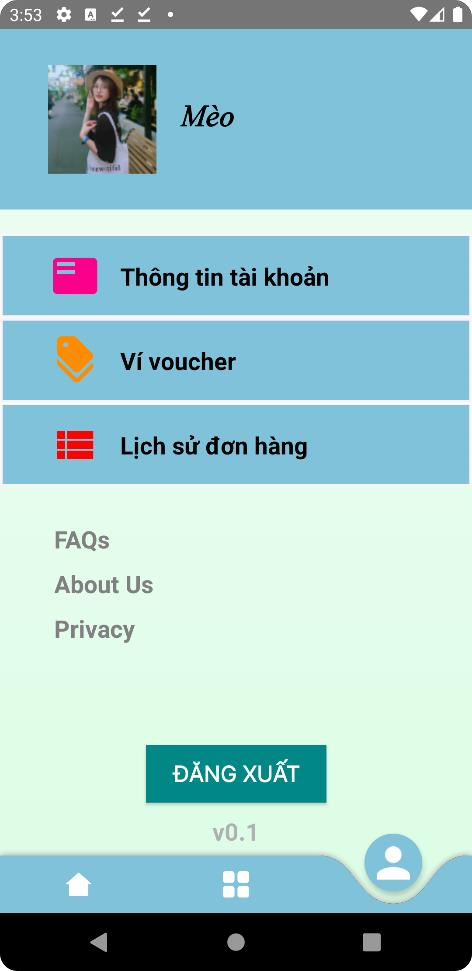 3:53
Mèo
Thông tin tài khoản
Ví voucher
Lịch sử đơn hàng
FAQs
About Us
Privacy
ĐĂNG XUẤT
v0.1